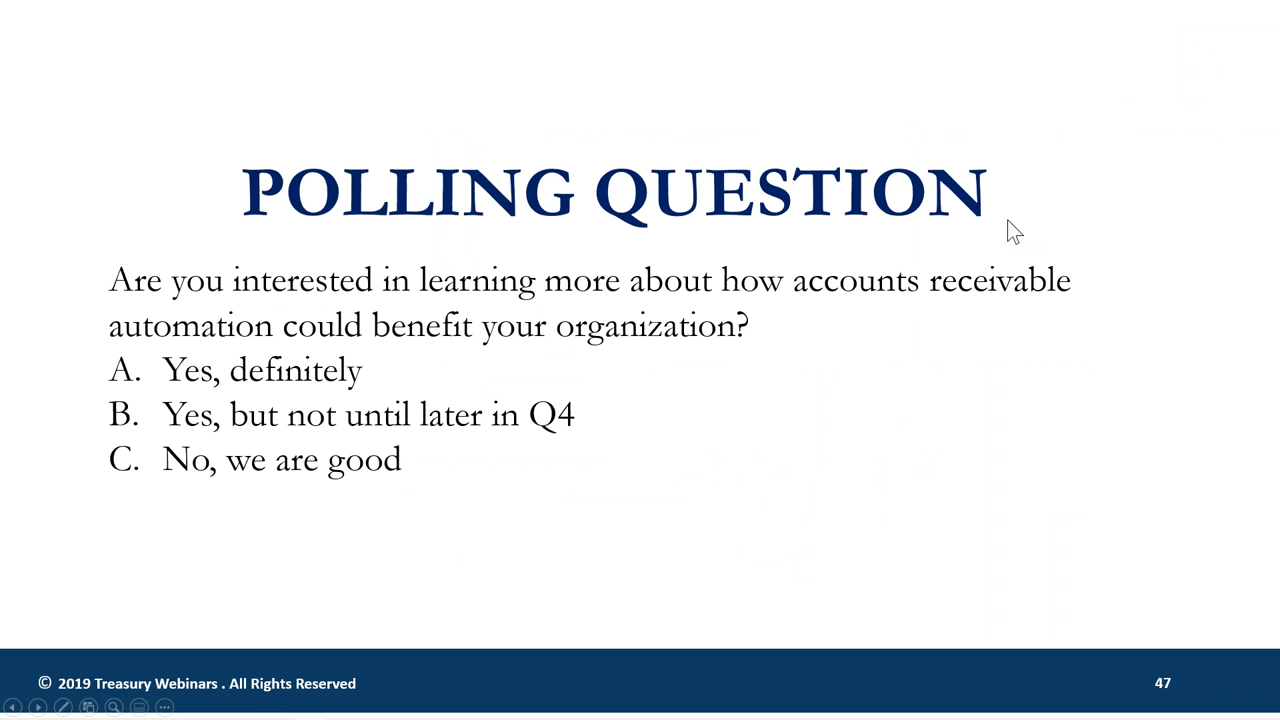 POLLING QUESTION
Are you interested in learning more about how accounts receivable
automation could benefit your organization?
A. Yes, definitely
B. Yes, but not until later in Q4
C. No, we are good
© 2019 Treasury Webinars . All Rights Reserved
47